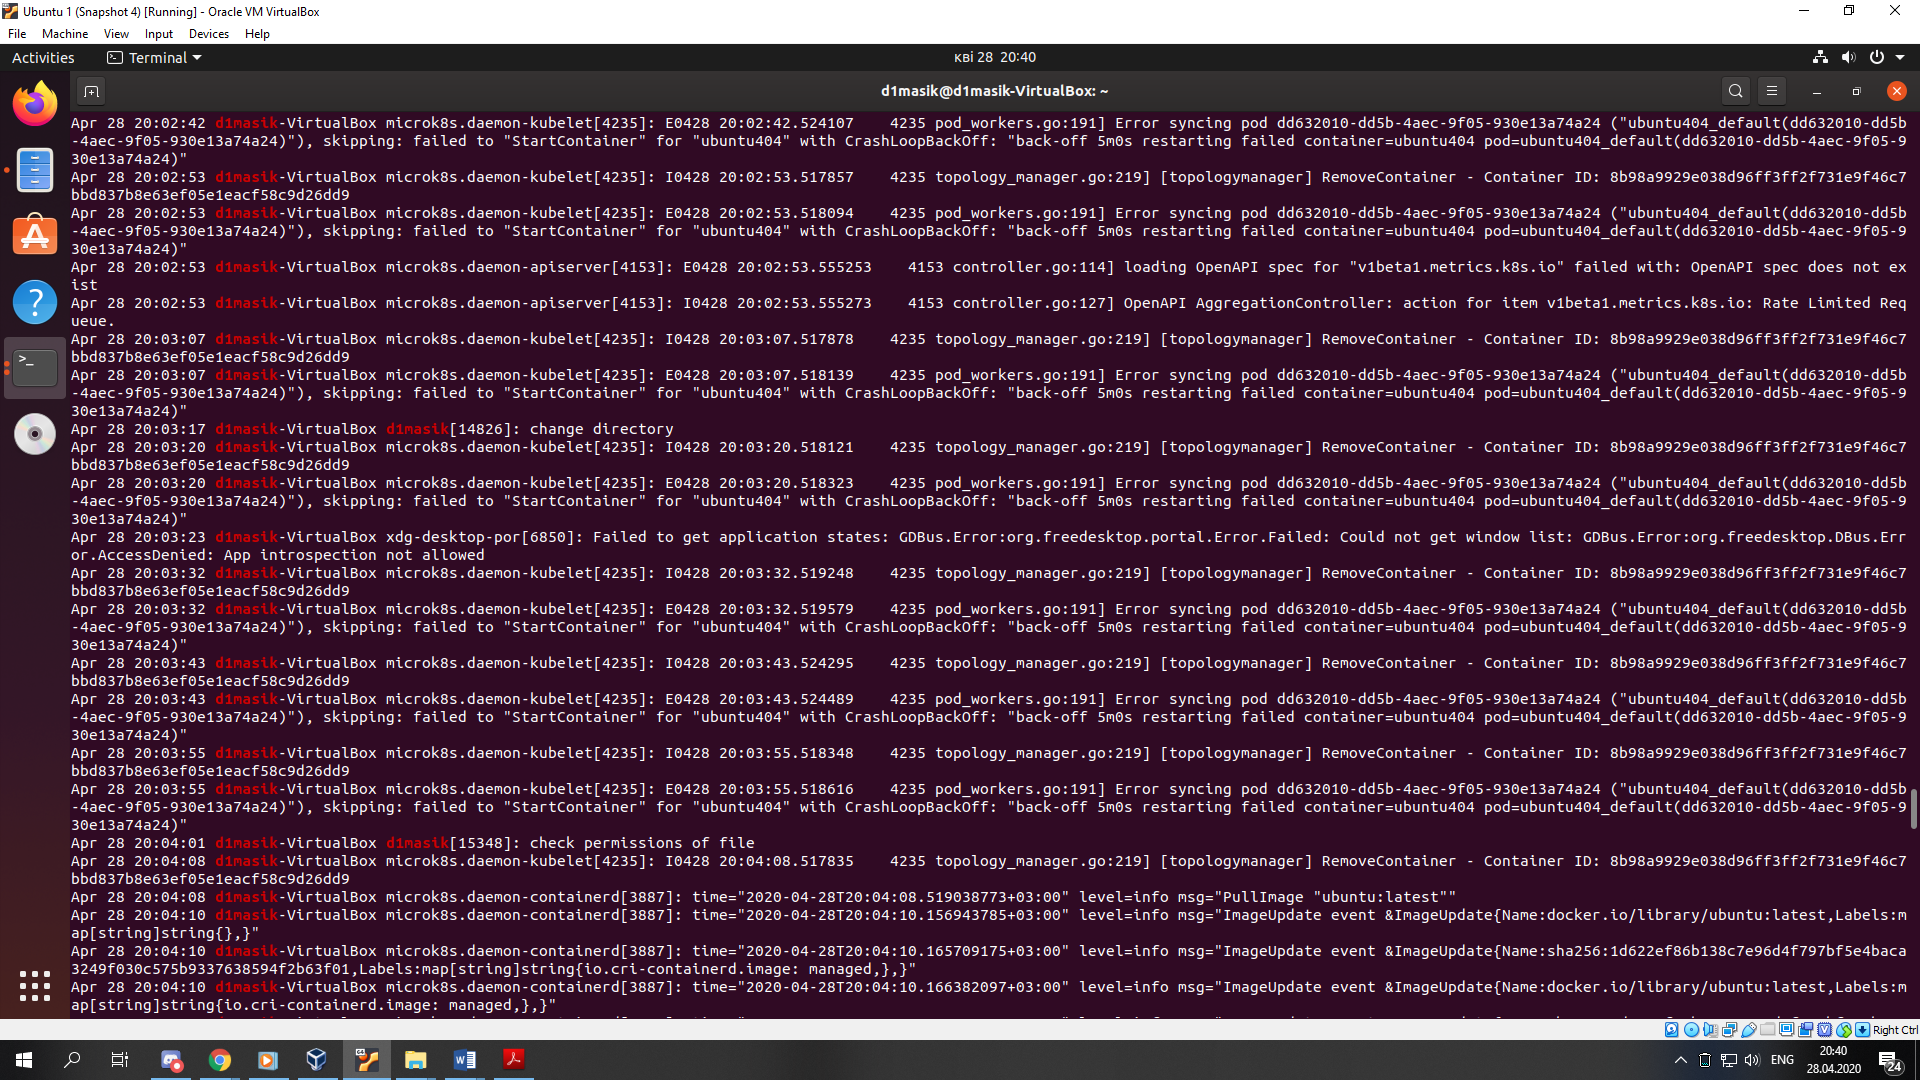 Ubuntu 1 (Snapshot 4) [Running] - Oracle VM VirtualBox
File Machine View Input Devices Help
Activities Terminal кві 28 20:40
d1masik@d1masik-VirtualBox: ~
Apr 28 20:02:42 d1masik-VirtualBox microk8s.daemon-kubelet[4235]: E0428 20:02:42.524107 4235 pod_workers.go:191] Error syncing pod dd632010-dd5b-4aec-9f05-930e13a74a24 ("ubuntu404_default(dd632010-dd5b
-4aec-9f05-930e13a74a24)"), skipping: failed to "StartContainer" for "ubuntu404" with CrashLoopBackOff: "back-off 5m0s restarting failed container=ubuntu404 pod=ubuntu404_default(dd632010-dd5b-4aec-9f05-9
30e13a74a24)"
Apr 28 20:02:53 d1masik-VirtualBox microk8s.daemon-kubelet[4235]: I0428 20:02:53.517857 4235 topology_manager.go:219] [topologymanager] RemoveContainer - Container ID: 8b98a9929e038d96ff3ff2f731e9f46c7
bbd837b8e63ef05e1eacf58c9d26dd9
Apr 28 20:02:53 d1masik-VirtualBox microk8s.daemon-kubelet[4235]: E0428 20:02:53.518094 4235 pod_workers.go:191] Error syncing pod dd632010-dd5b-4aec-9f05-930e13a74a24 ("ubuntu404_default(dd632010-dd5b
-4aec-9f05-930e13a74a24)"), skipping: failed to "StartContainer" for "ubuntu404" with CrashLoopBackOff: "back-off 5m0s restarting failed container=ubuntu404 pod=ubuntu404_default(dd632010-dd5b-4aec-9f05-9
30e13a74a24)"
Apr 28 20:02:53 d1masik-VirtualBox microk8s.daemon-apiserver[4153]: E0428 20:02:53.555253 4153 controller.go:114] loading OpenAPI spec for "v1beta1.metrics.k8s.io" failed with: OpenAPI spec does not ex
ist
Apr 28 20:02:53 d1masik-VirtualBox microk8s.daemon-apiserver[4153]: I0428 20:02:53.555273 4153 controller.go:127] OpenAPI AggregationController: action for item v1beta1.metrics.k8s.io: Rate Limited Req
ueue.
Apr 28 20:03:07 d1masik-VirtualBox microk8s.daemon-kubelet[4235]: I0428 20:03:07.517878 4235 topology_manager.go:219] [topologymanager] RemoveContainer - Container ID: 8b98a9929e038d96ff3ff2f731e9f46c7
bbd837b8e63ef05e1eacf58c9d26dd9
Apr 28 20:03:07 d1masik-VirtualBox microk8s.daemon-kubelet[4235]: E0428 20:03:07.518139 4235 pod_workers.go:191] Error syncing pod dd632010-dd5b-4aec-9f05-930e13a74a24 ("ubuntu404_default(dd632010-dd5b
-4aec-9f05-930e13a74a24)"), skipping: failed to "StartContainer" for "ubuntu404" with CrashLoopBackOff: "back-off 5m0s restarting failed container=ubuntu404 pod=ubuntu404_default(dd632010-dd5b-4aec-9f05-9
30e13a74a24)"
Apr 28 20:03:17 d1masik-VirtualBox d1masik[14826]: change directory
Apr 28 20:03:20 d1masik-VirtualBox microk8s.daemon-kubelet[4235]: I0428 20:03:20.518121 4235 topology_manager.go:219] [topologymanager] RemoveContainer - Container ID: 8b98a9929e038d96ff3ff2f731e9f46c7
bbd837b8e63ef05e1eacf58c9d26dd9
Apr 28 20:03:20 d1masik-VirtualBox microk8s.daemon-kubelet[4235]: E0428 20:03:20.518323 4235 pod_workers.go:191] Error syncing pod dd632010-dd5b-4aec-9f05-930e13a74a24 ("ubuntu404_default(dd632010-dd5b
-4aec-9f05-930e13a74a24)"), skipping: failed to "StartContainer" for "ubuntu404" with CrashLoopBackOff: "back-off 5m0s restarting failed container=ubuntu404 pod=ubuntu404_default(dd632010-dd5b-4aec-9f05-9
30e13a74a24)"
Apr 28 20:03:23 d1masik-VirtualBox xdg-desktop-por[6850]: Failed to get application states: GDBus.Error:org.freedesktop.portal.Error.Failed: Could not get window list: GDBus.Error:org.freedesktop.DBus.Err
or.AccessDenied: App introspection not allowed
Apr 28 20:03:32 d1masik-VirtualBox microk8s.daemon-kubelet[4235]: I0428 20:03:32.519248 4235 topology_manager.go:219] [topologymanager] RemoveContainer - Container ID: 8b98a9929e038d96ff3ff2f731e9f46c7
bbd837b8e63ef05e1eacf58c9d26dd9
Apr 28 20:03:32 d1masik-VirtualBox microk8s.daemon-kubelet[4235]: E0428 20:03:32.519579 4235 pod_workers.go:191] Error syncing pod dd632010-dd5b-4aec-9f05-930e13a74a24 ("ubuntu404_default(dd632010-dd5b
-4aec-9f05-930e13a74a24)"), skipping: failed to "StartContainer" for "ubuntu404" with CrashLoopBackOff: "back-off 5m0s restarting failed container=ubuntu404 pod=ubuntu404_default(dd632010-dd5b-4aec-9f05-9
30e13a74a24)"
Apr 28 20:03:43 d1masik-VirtualBox microk8s.daemon-kubelet[4235]: I0428 20:03:43.524295 4235 topology_manager.go:219] [topologymanager] RemoveContainer - Container ID: 8b98a9929e038d96ff3ff2f731e9f46c7
bbd837b8e63ef05e1eacf58c9d26dd9
Apr 28 20:03:43 d1masik-VirtualBox microk8s.daemon-kubelet[4235]: E0428 20:03:43.524489 4235 pod_workers.go:191] Error syncing pod dd632010-dd5b-4aec-9f05-930e13a74a24 ("ubuntu404_default(dd632010-dd5b
-4aec-9f05-930e13a74a24)"), skipping: failed to "StartContainer" for "ubuntu404" with CrashLoopBackOff: "back-off 5m0s restarting failed container=ubuntu404 pod=ubuntu404_default(dd632010-dd5b-4aec-9f05-9
30e13a74a24)"
Apr 28 20:03:55 d1masik-VirtualBox microk8s.daemon-kubelet[4235]: I0428 20:03:55.518348 4235 topology_manager.go:219] [topologymanager] RemoveContainer - Container ID: 8b98a9929e038d96ff3ff2f731e9f46c7
bbd837b8e63ef05e1eacf58c9d26dd9
Apr 28 20:03:55 d1masik-VirtualBox microk8s.daemon-kubelet[4235]: E0428 20:03:55.518616 4235 pod_workers.go:191] Error syncing pod dd632010-dd5b-4aec-9f05-930e13a74a24 ("ubuntu404_default(dd632010-dd5b
-4aec-9f05-930e13a74a24)"), skipping: failed to "StartContainer" for "ubuntu404" with CrashLoopBackOff: "back-off 5m0s restarting failed container=ubuntu404 pod=ubuntu404_default(dd632010-dd5b-4aec-9f05-9
30e13a74a24)"
Apr 28 20:04:01 d1masik-VirtualBox d1masik[15348]: check permissions of file
Apr 28 20:04:08 d1masik-VirtualBox microk8s.daemon-kubelet[4235]: I0428 20:04:08.517835 4235 topology_manager.go:219] [topologymanager] RemoveContainer - Container ID: 8b98a9929e038d96ff3ff2f731e9f46c7
bbd837b8e63ef05e1eacf58c9d26dd9
Apr 28 20:04:08 d1masik-VirtualBox microk8s.daemon-containerd[3887]: time="2020-04-28T20:04:08.519038773+03:00" level=info msg="PullImage "ubuntu:latest""
Apr 28 20:04:10 d1masik-VirtualBox microk8s.daemon-containerd[3887]: time="2020-04-28T20:04:10.156943785+03:00" level=info msg="ImageUpdate event &ImageUpdate{Name:docker.io/library/ubuntu:latest,Labels:m
ap[string]string{},}"
Apr 28 20:04:10 d1masik-VirtualBox microk8s.daemon-containerd[3887]: time="2020-04-28T20:04:10.165709175+03:00" level=info msg="ImageUpdate event &ImageUpdate{Name:sha256:1d622ef86b138c7e96d4f797bf5e4baca
3249f030c575b9337638594f2b63f01,Labels:map[string]string{io.cri-containerd.image: managed,},}"
Apr 28 20:04:10 d1masik-VirtualBox microk8s.daemon-containerd[3887]: time="2020-04-28T20:04:10.166382097+03:00" level=info msg="ImageUpdate event &ImageUpdate{Name:docker.io/library/ubuntu:latest,Labels:m
ap[string]string{io.cri-containerd.image: managed,},}"
Right Ctrl
ENG 20:40
28.04.2020
24